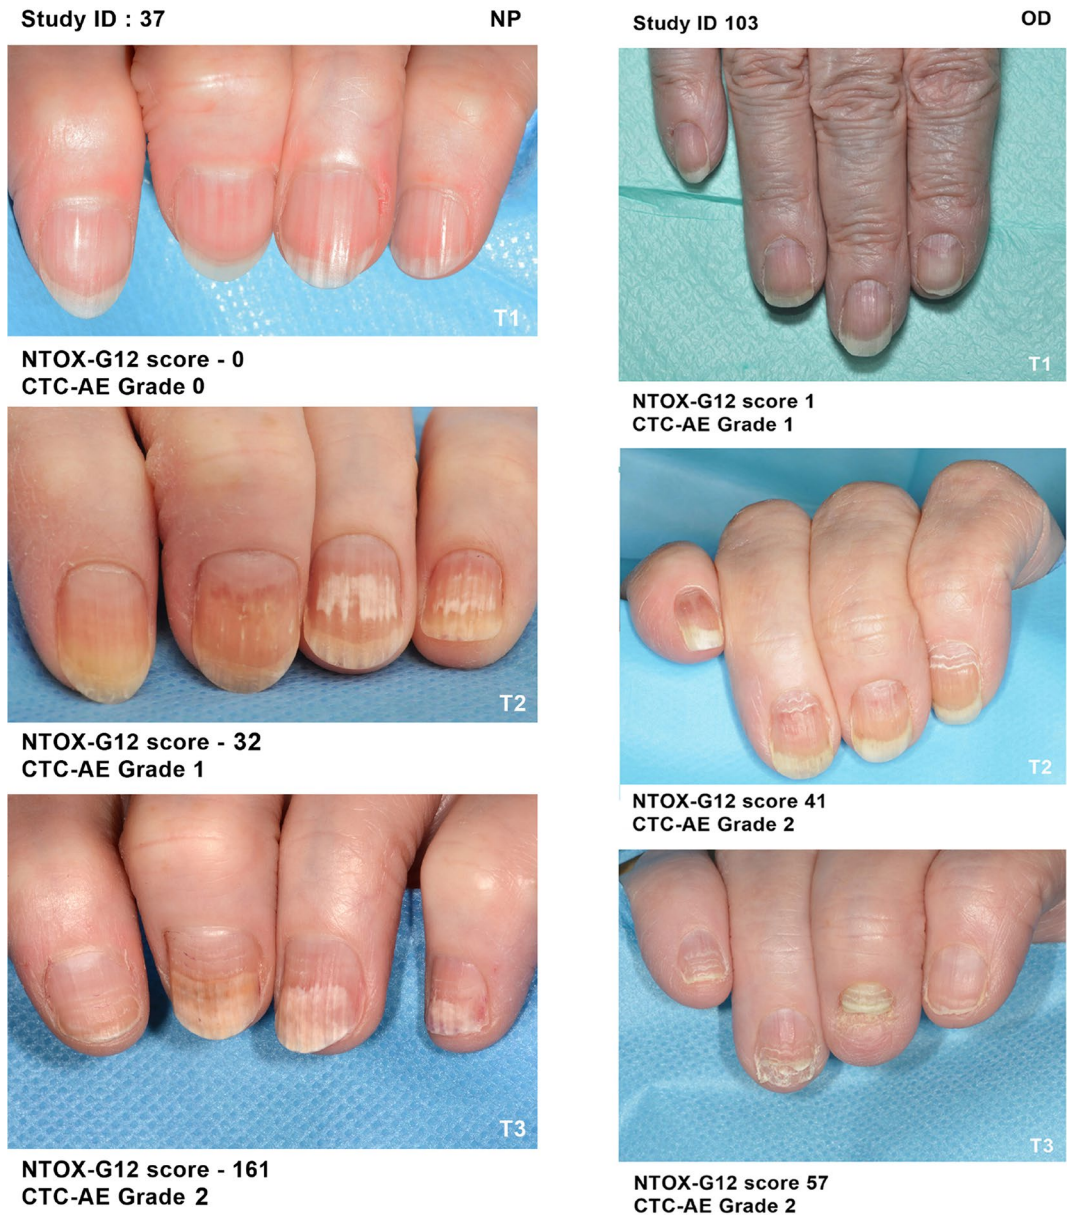 Study ID : 37 NP
T1
NTOX-G12 score - 0
CTC-AE Grade 0
T2
NTOX-G12 score - 32
CTC-AE Grade 1
T3
NTOX-G12 score - 161
CTC-AE Grade 2
Study ID 103 OD
T1
NTOX-G12 score 1
CTC-AE Grade 1
T2
NTOX-G12 score 41
CTC-AE Grade 2
T3
NTOX-G12 score 57
CTC-AE Grade 2